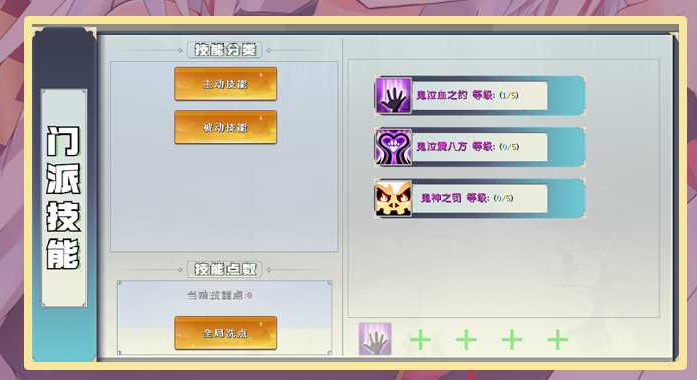 门派技能
技能分类
主动技能
被动技能
技能点数
当前技能点:0
全局洗点
鬼泣血之约 等级:(1/5)
鬼泣震八方 等级:(0/5)
鬼神之罚 等级:(0/5)